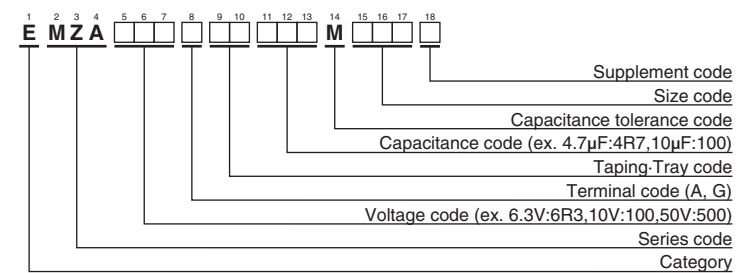 1 2 3 4 5 6 7 8 9 10 11 12 13 14 15 16 17 18
E M Z A □□□ □ □□ □□□ M □□□ □
Supplement code
Size code
Capacitance tolerance code
Capacitance code (ex. 4.7µF:4R7,10µF:100)
Taping·Tray code
Terminal code (A, G)
Voltage code (ex. 6.3V:6R3,10V:100,50V:500)
Series code
Category